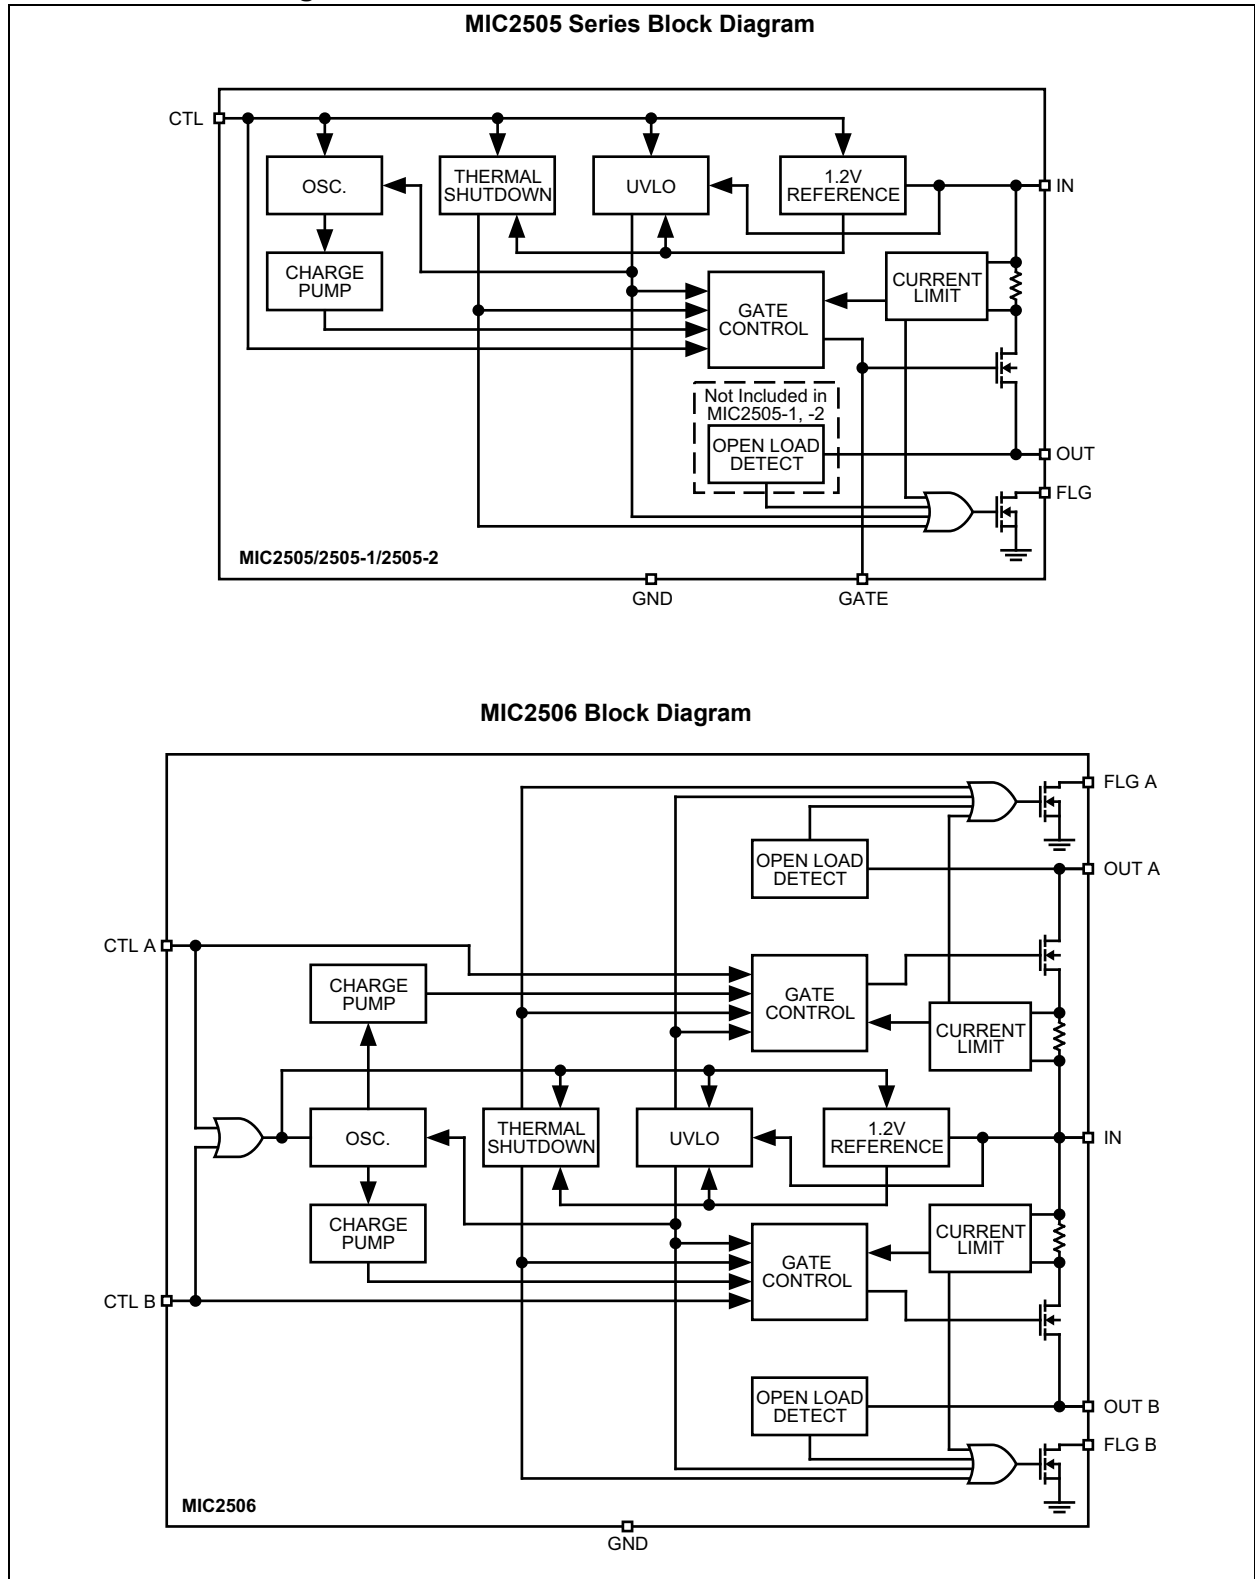 MIC2505 Series Block Diagram
CTL
OSC.
THERMAL
SHUTDOWN
UVLO
1.2V
REFERENCE
IN
CHARGE
PUMP
GATE
CONTROL
CURRENT
LIMIT
Not Included in
MIC2505-1, -2
OPEN LOAD
DETECT
OUT
FLG
MIC2505/2505-1/2505-2
GND
GATE
MIC2506 Block Diagram
FLG A
OPEN LOAD
DETECT
OUT A
CTL A
CHARGE
PUMP
GATE
CONTROL
CURRENT
LIMIT
OSC.
THERMAL
SHUTDOWN
UVLO
1.2V
REFERENCE
IN
CHARGE
PUMP
GATE
CONTROL
CURRENT
LIMIT
CTL B
OPEN LOAD
DETECT
OUT B
FLG B
MIC2506
GND